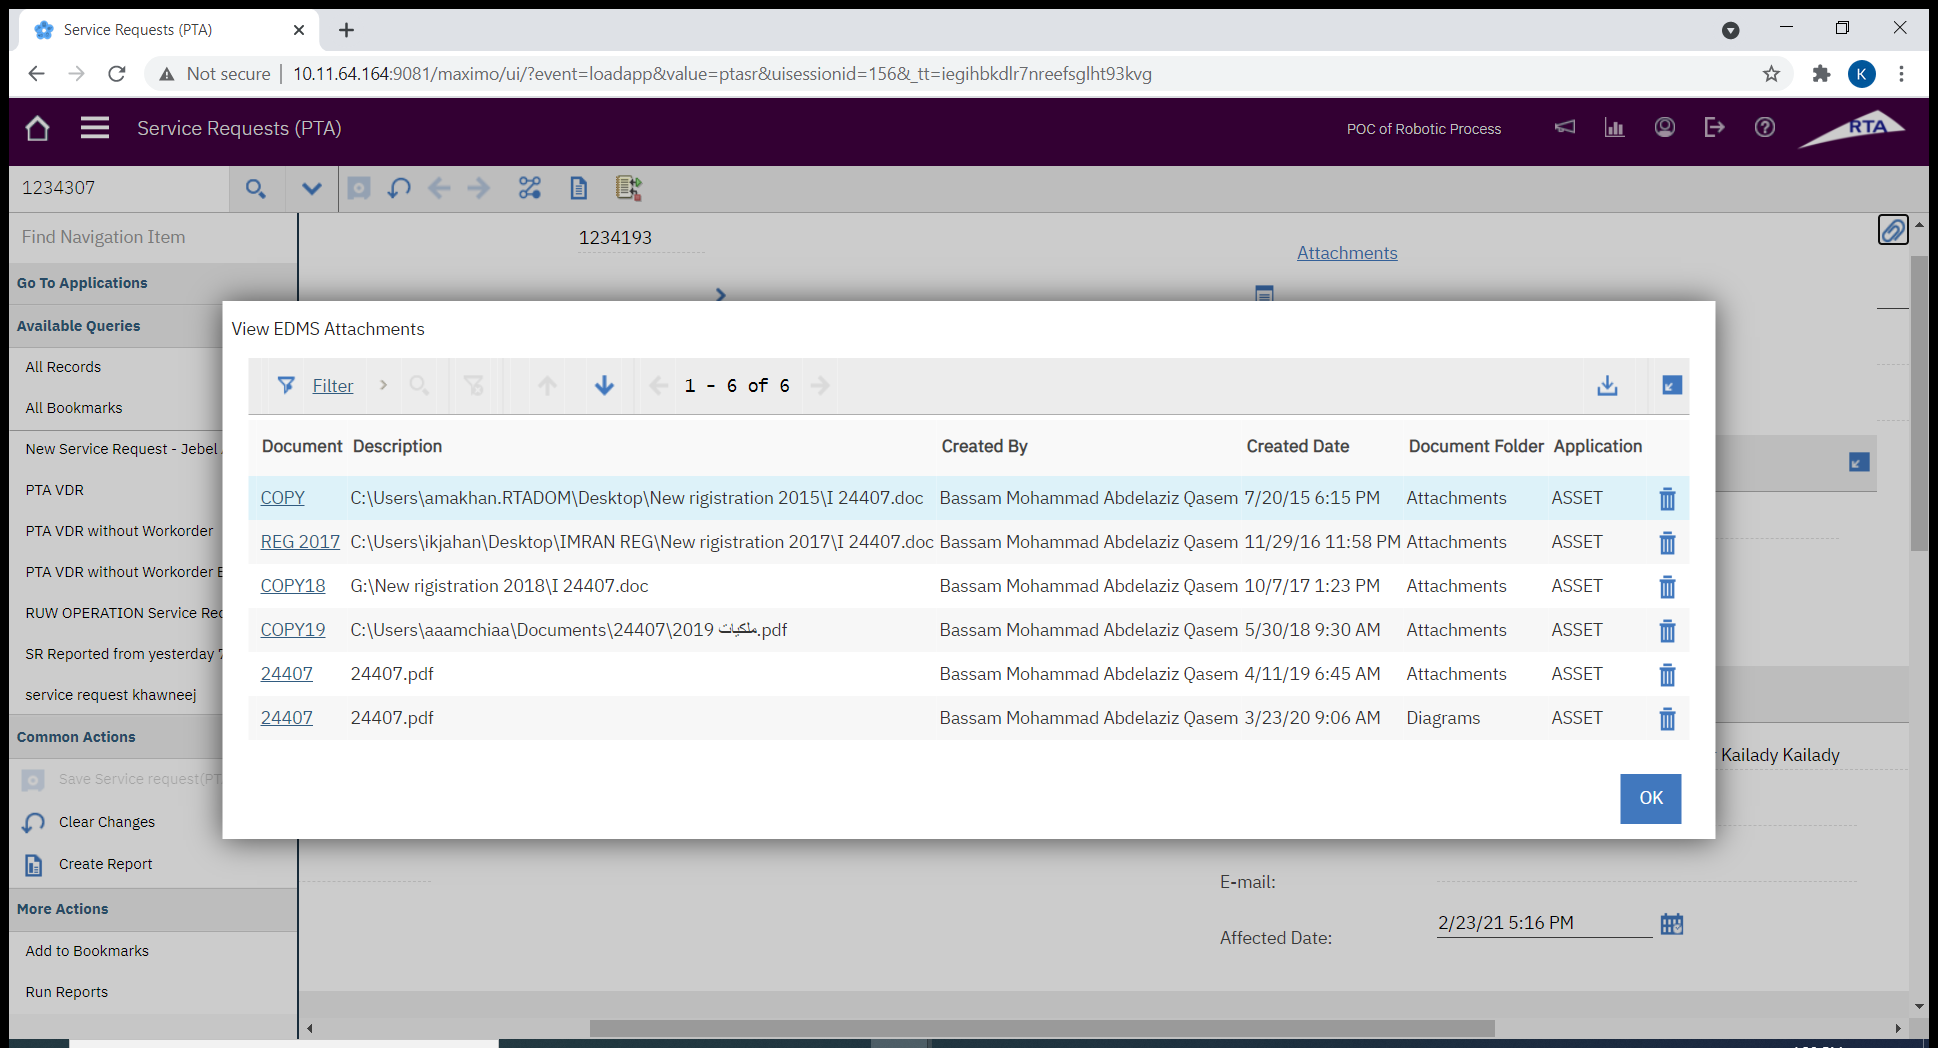 Service Requests (PTA)
Not secure
10.11.64.164:9081/maximo/ui/?event=loadapp&value=ptasr&uisessionid=156&_tt=iegihbkdlr7nreefsglht93kvg
K
Service Requests (PTA)
POC of Robotic Process
RTA
1234307
Find Navigation Item
1234193
Attachments
Go To Applications
Available Queries
All Records
All Bookmarks
New Service Request - Jebel
PTA VDR
PTA VDR without Workorder
PTA VDR without Workorder
RUW OPERATION Service Req
SR Reported from yesterday
service request khawneej
Common Actions
Save Service request(PT
Clear Changes
Create Report
More Actions
Add to Bookmarks
Run Reports
View EDMS Attachments
Filter
1 - 6 of 6
Document Description Created By Created Date Document Folder Application
COPY C:\Users\amakhan.RTADOM\Desktop\New rigistration 2015\I 24407.doc Bassam Mohammad Abdelaziz Qasem 7/20/15 6:15 PM Attachments ASSET
REG 2017 C:\Users\ikjahan\Desktop\IMRAN REG\New rigistration 2017\I 24407.doc Bassam Mohammad Abdelaziz Qasem 11/29/16 11:58 PM Attachments ASSET
COPY18 G:\New rigistration 2018\I 24407.doc Bassam Mohammad Abdelaziz Qasem 10/7/17 1:23 PM Attachments ASSET
COPY19 C:\Users\aaamchiaa\Documents\24407\2019 ملكيات.pdf Bassam Mohammad Abdelaziz Qasem 5/30/18 9:30 AM Attachments ASSET
24407 24407.pdf Bassam Mohammad Abdelaziz Qasem 4/11/19 6:45 AM Attachments ASSET
24407 24407.pdf Bassam Mohammad Abdelaziz Qasem 3/23/20 9:06 AM Diagrams ASSET
OK
Kailady Kailady
E-mail:
Affected Date:
2/23/21 5:16 PM